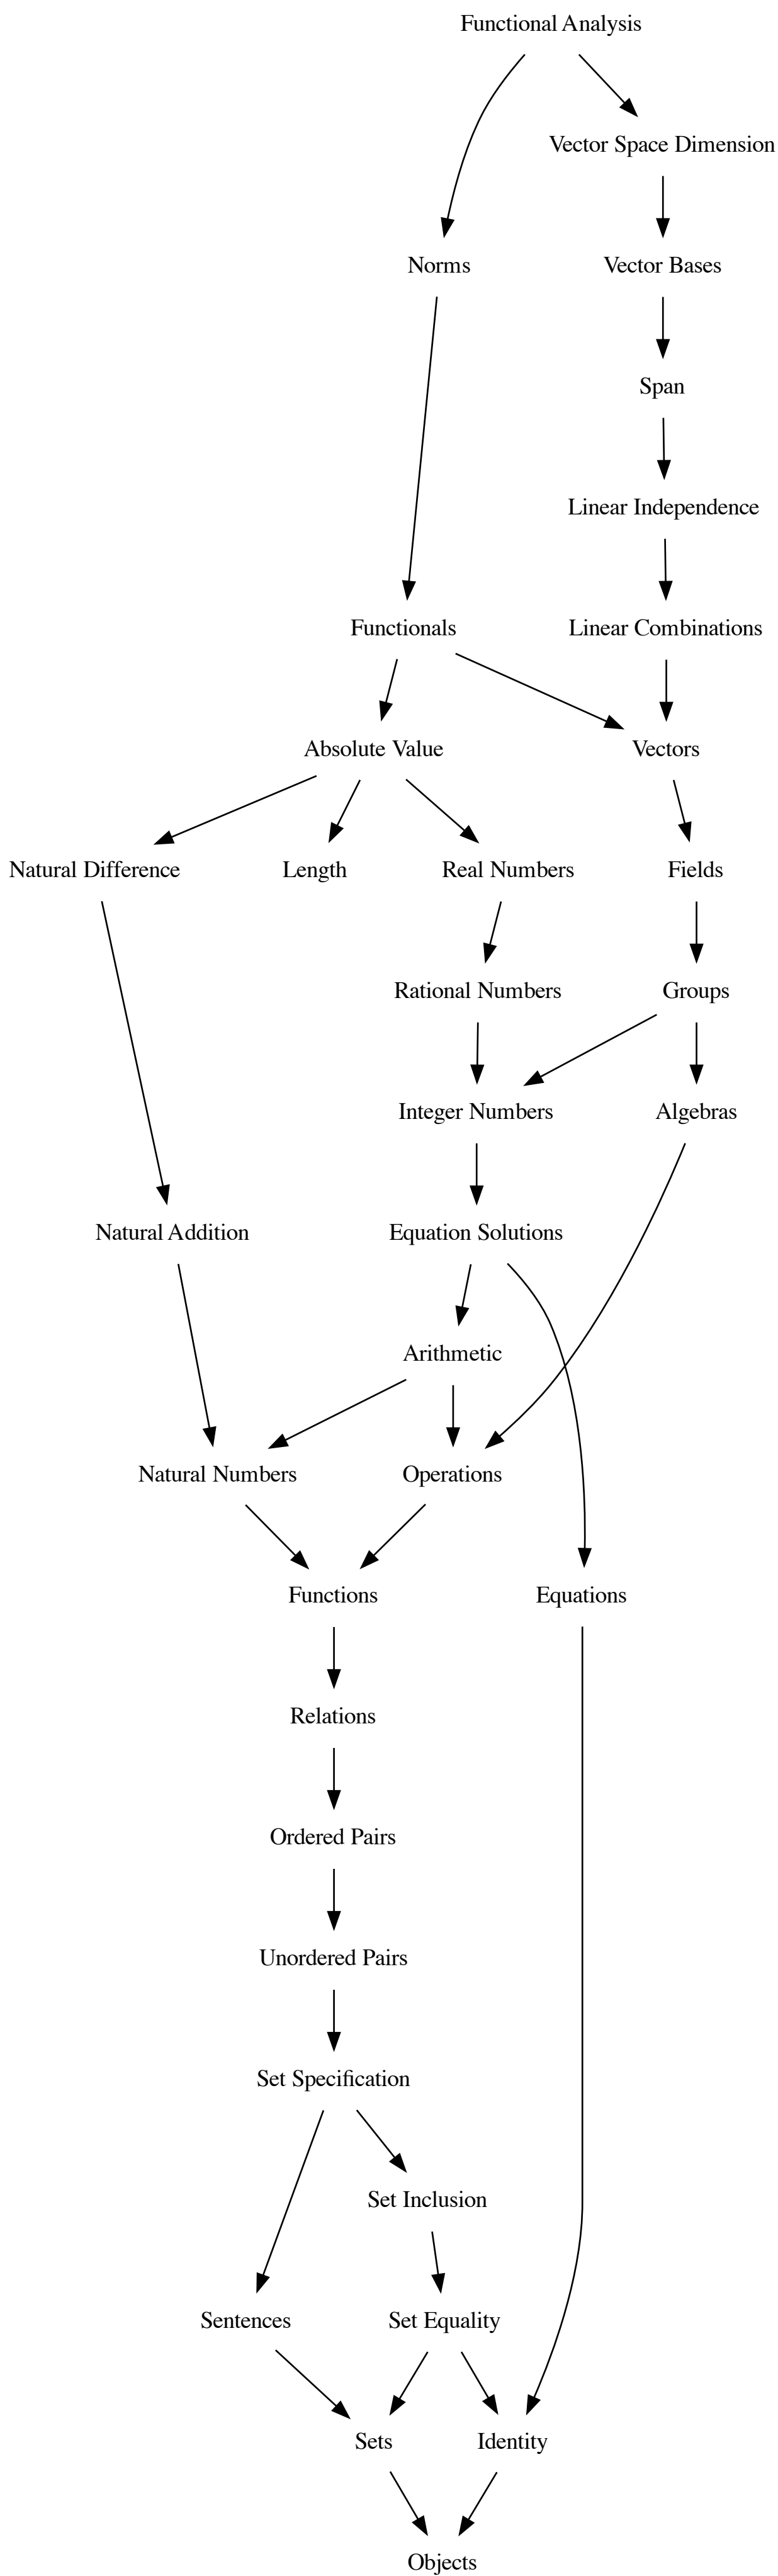 Functional Analysis
Vector Space Dimension
Norms
Vector Bases
Span
Linear Independence
Functionals
Linear Combinations
Absolute Value
Vectors
Natural Difference
Length
Real Numbers
Fields
Rational Numbers
Groups
Integer Numbers
Algebras
Natural Addition
Equation Solutions
Arithmetic
Natural Numbers
Operations
Functions
Equations
Relations
Ordered Pairs
Unordered Pairs
Set Specification
Set Inclusion
Sentences
Set Equality
Sets
Identity
Objects